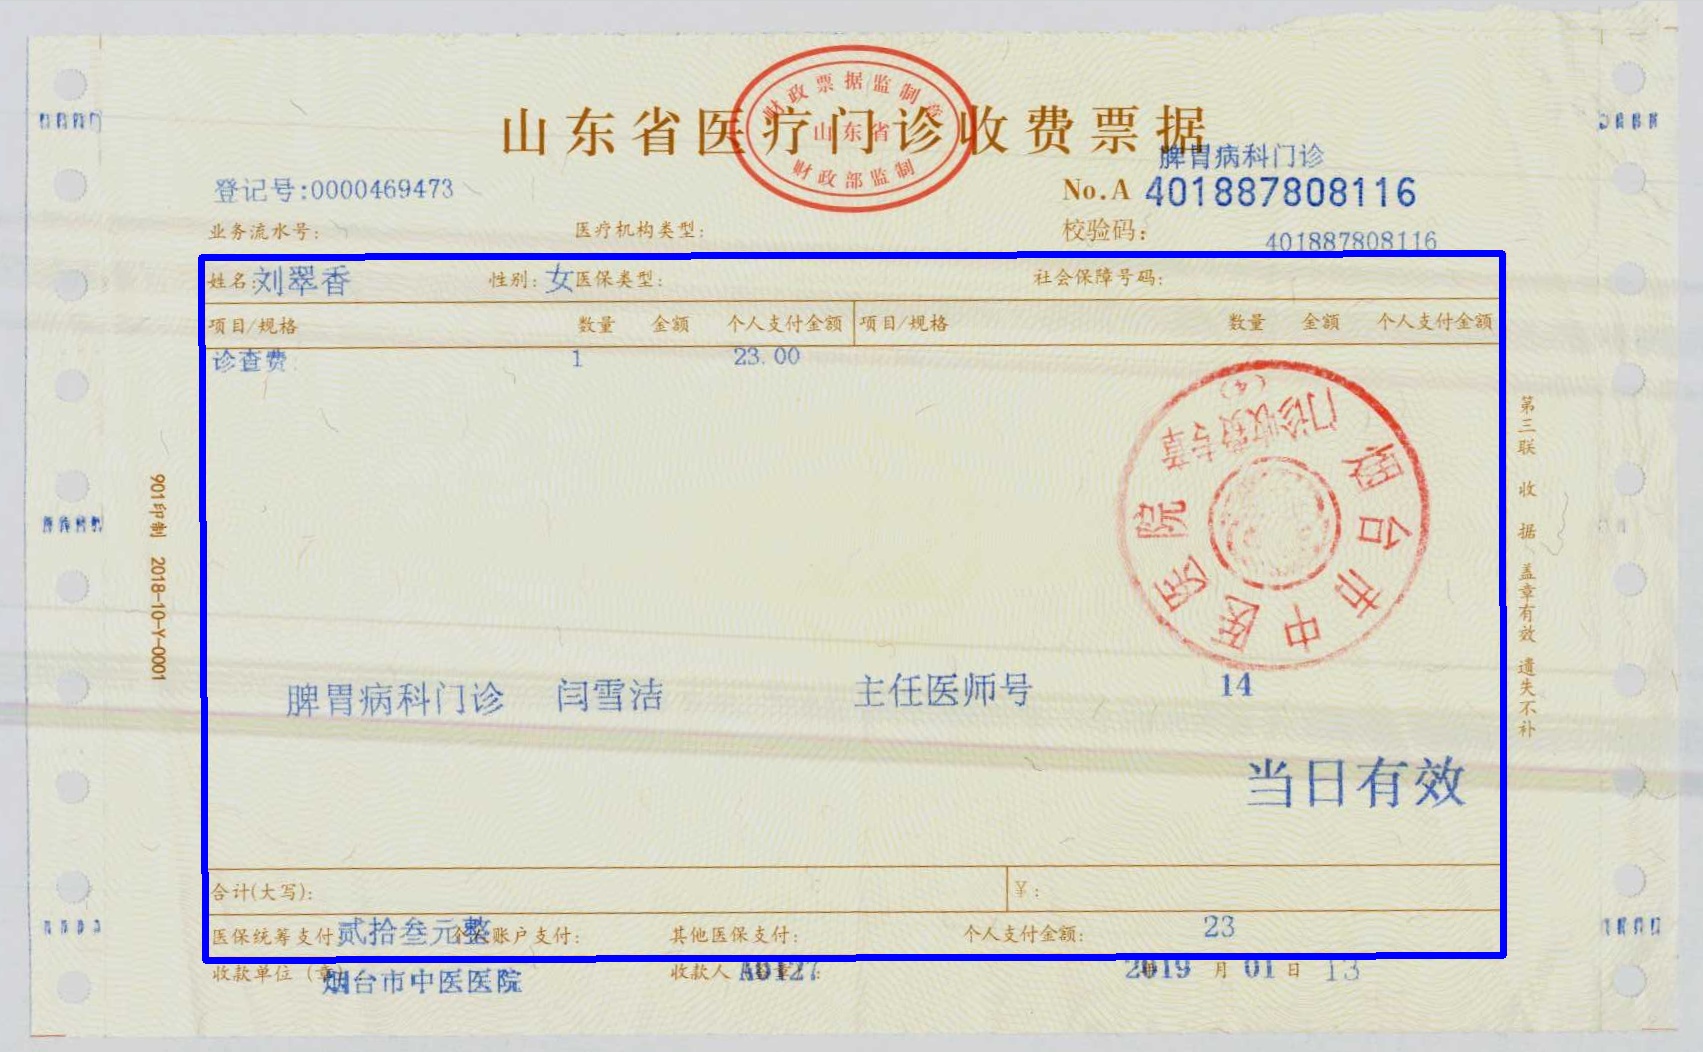 山东省医疗门诊收费票据
财政票据监制章
山东省
财政部监制
脾胃病科门诊
登记号:0000469473
No.A 401887808116
业务流水号: 医疗机构类型: 校验码: 401887808116
姓名:刘翠香 性别:女 医保类型: 社会保障号码:
项目/规格 数量 金额 个人支付金额 项目/规格 数量 金额 个人支付金额
诊查费 1 23.00
门诊收费专章
(4)
烟台市中医医院
第三联 收据 盖章有效 遗失不补
901印制 2018-10-Y-0001
脾胃病科门诊 闫雪洁 主任医师号 14
当日有效
合计(大写): ¥:
医保统筹支付:贰拾叁元整 个人账户支付: 其他医保支付: 个人支付金额: 23
收款单位(章):烟台市中医医院 收款人 A0127 2019 月 01 日 13